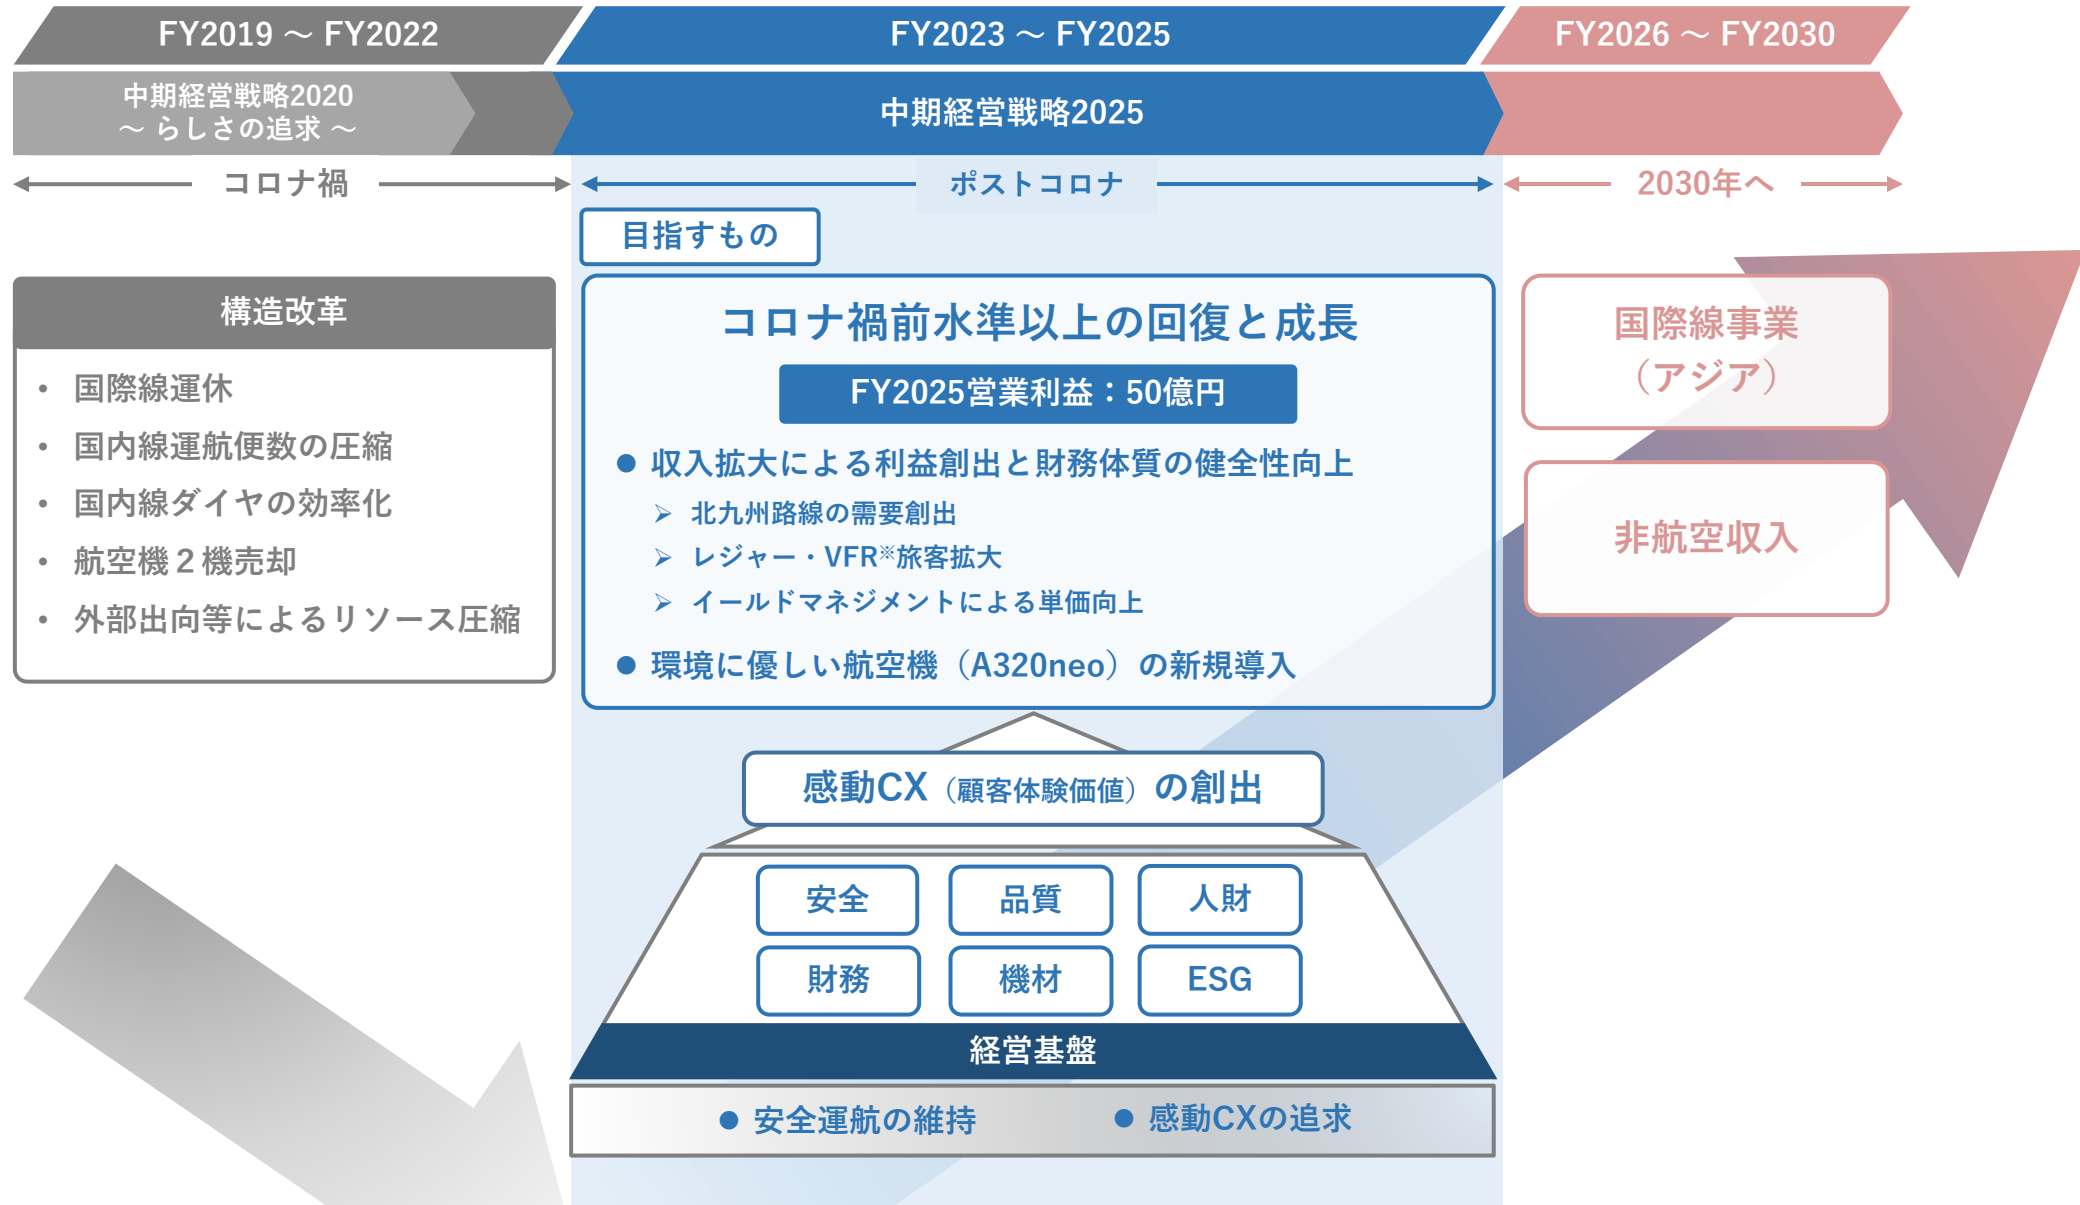 FY2019 ～ FY2022
FY2023 ～ FY2025
FY2026 ～ FY2030
中期経営戦略2020
～ らしさの追求 ～
中期経営戦略2025
コロナ禍
ポストコロナ
2030年へ
目指すもの
構造改革
• 国際線運休
• 国内線運航便数の圧縮
• 国内線ダイヤの効率化
• 航空機２機売却
• 外部出向等によるリソース圧縮
コロナ禍前水準以上の回復と成長
FY2025営業利益：50億円
● 収入拡大による利益創出と財務体質の健全性向上
➢ 北九州路線の需要創出
➢ レジャー・VFR※旅客拡大
➢ イールドマネジメントによる単価向上
● 環境に優しい航空機（A320neo）の新規導入
国際線事業
（アジア）
非航空収入
感動CX（顧客体験価値）の創出
安全
品質
人財
財務
機材
ESG
経営基盤
● 安全運航の維持
● 感動CXの追求